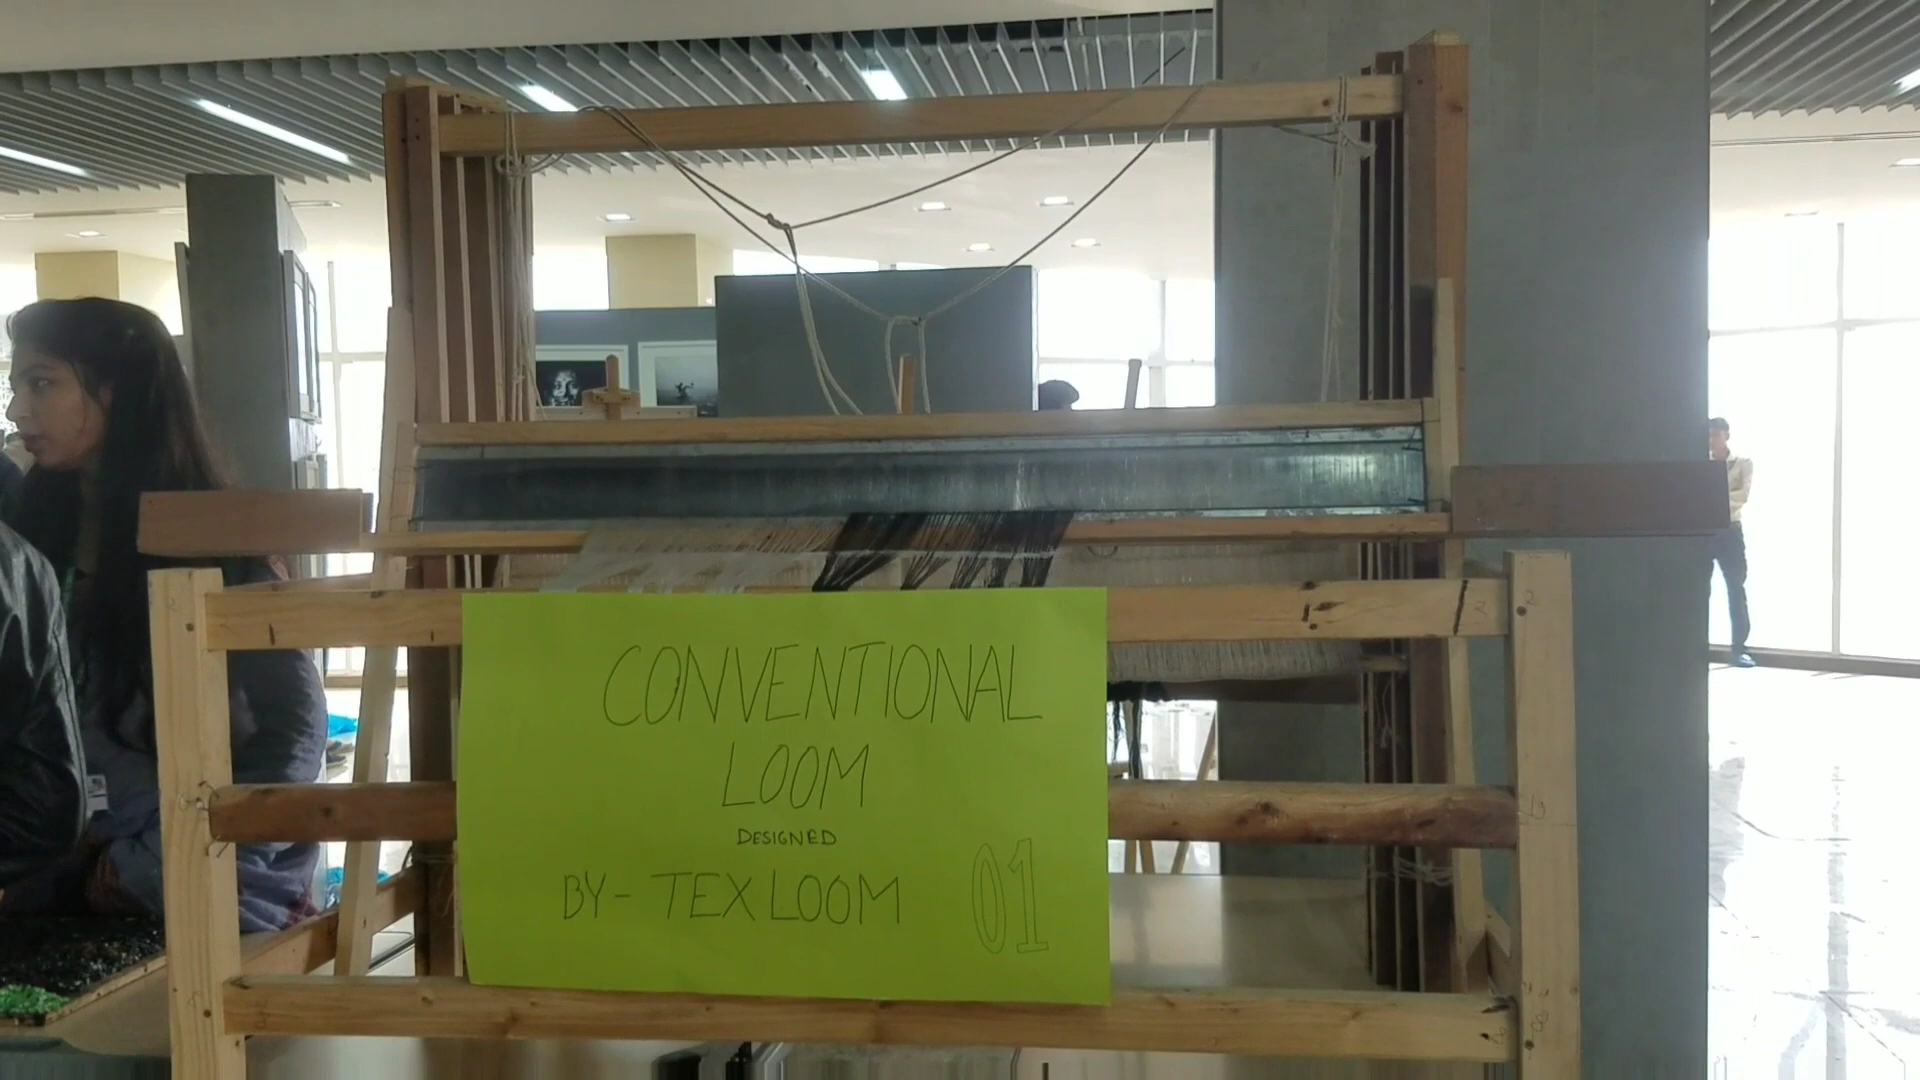 CONVENTIONAL
LOOM
DESIGNED
BY - TEX LOOM
01